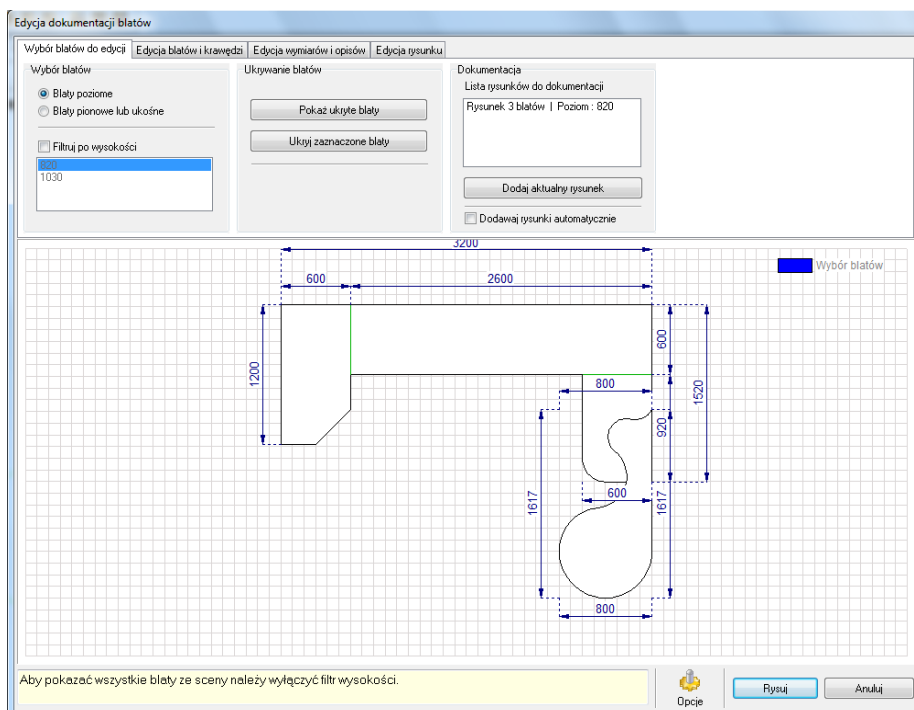 Edycja dokumentacji blatów
Wybór blatów do edycji Edycja blatów i krawędzi Edycja wymiarów i opisów Edycja rysunku
Wybór blatów
Blaty poziome
Blaty pionowe lub ukośne
Filtruj po wysokości
820
1030
Ukrywanie blatów
Pokaż ukryte blaty
Ukryj zaznaczone blaty
Dokumentacja
Lista rysunków do dokumentacji
Rysunek 3 blatów | Poziom : 820
Dodaj aktualny rysunek
Dodawaj rysunki automatycznie
3200
Wybór blatów
600 2600
600
1200
800
1520
920
600
1617
1617
800
Aby pokazać wszystkie blaty ze sceny należy wyłączyć filtr wysokości.
Opcje
Rysuj
Anuluj